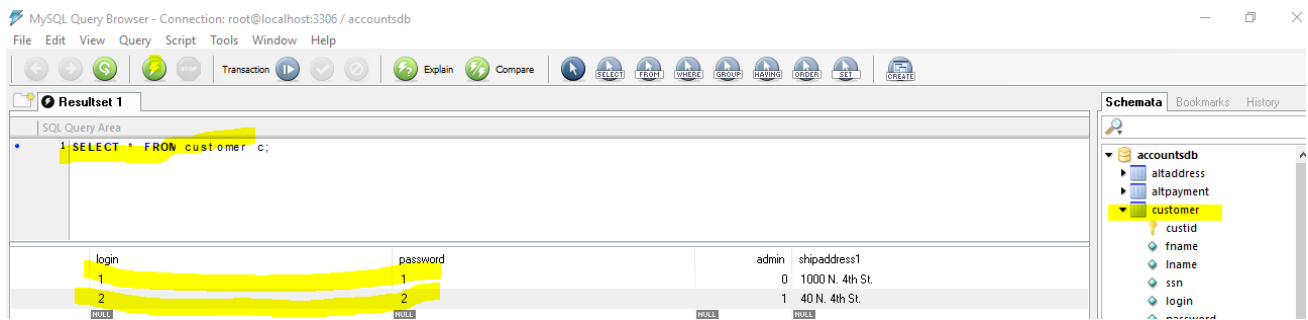 MySQL Query Browser - Connection: root@localhost:3306 / accountsdb
File Edit View Query Script Tools Window Help
STOP Transaction Explain Compare SELECT FROM WHERE GROUP HAVING ORDER SET CREATE
Resultset 1
Schemata Bookmarks History
SQL Query Area
1 SELECT * FROM customer c;
accountsdb
altaddress
altpayment
customer
custid
fname
lname
ssn
login
password
login password admin shipaddress1
1 1 0 1000 N. 4th St.
2 2 1 40 N. 4th St.
NULL NULL NULL NULL